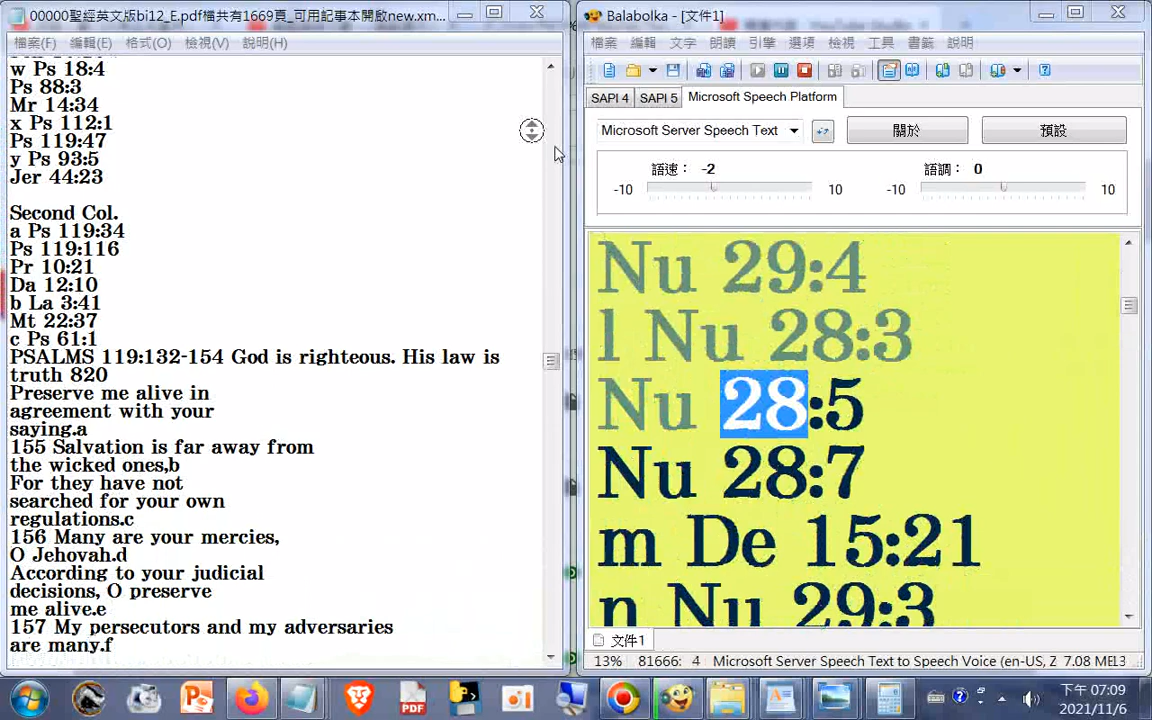 00000聖經英文版bi12_E.pdf檔共有1669頁_可用記事本開啟new.xm...
檔案(F) 編輯(E) 格式(O) 檢視(V) 說明(H)
w Ps 18:4
Ps 88:3
Mr 14:34
x Ps 112:1
Ps 119:47
y Ps 93:5
Jer 44:23
Second Col.
a Ps 119:34
Ps 119:116
Pr 10:21
Da 12:10
b La 3:41
Mt 22:37
c Ps 61:1
PSALMS 119:132-154 God is righteous. His law is
truth 820
Preserve me alive in
agreement with your
saying.a
155 Salvation is far away from
the wicked ones,b
For they have not
searched for your own
regulations.c
156 Many are your mercies,
O Jehovah.d
According to your judicial
decisions, O preserve
me alive.e
157 My persecutors and my adversaries
are many.f
Balabolka - [文件1]
檔案 編輯 文字 朗讀 引擎 選項 檢視 工具 書籤 說明
SAPI 4 SAPI 5 Microsoft Speech Platform
Microsoft Server Speech Text 關於 預設
語速： -2 語調： 0
-10 10 -10 10
Nu 29:4
l Nu 28:3
Nu 28:5
Nu 28:7
m De 15:21
n Nu 29:3
文件1
13% 81666: 4 Microsoft Server Speech Text to Speech Voice (en-US, Z 7.08 ME
PDF
下午 07:09
2021/11/6